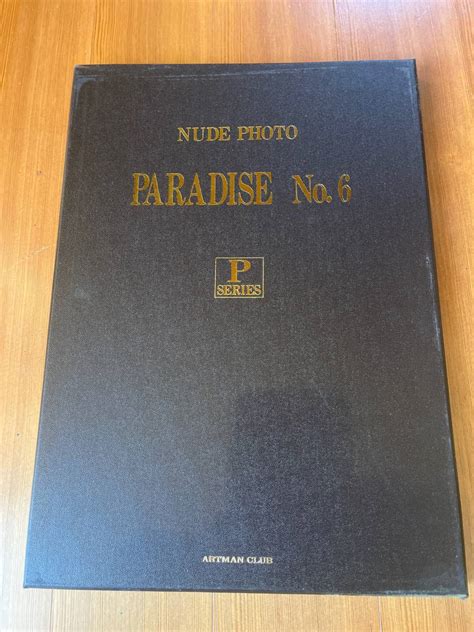 NUDE PHOTO
PARADISE No. 6
P
SERIES
ARTMAN CLUB